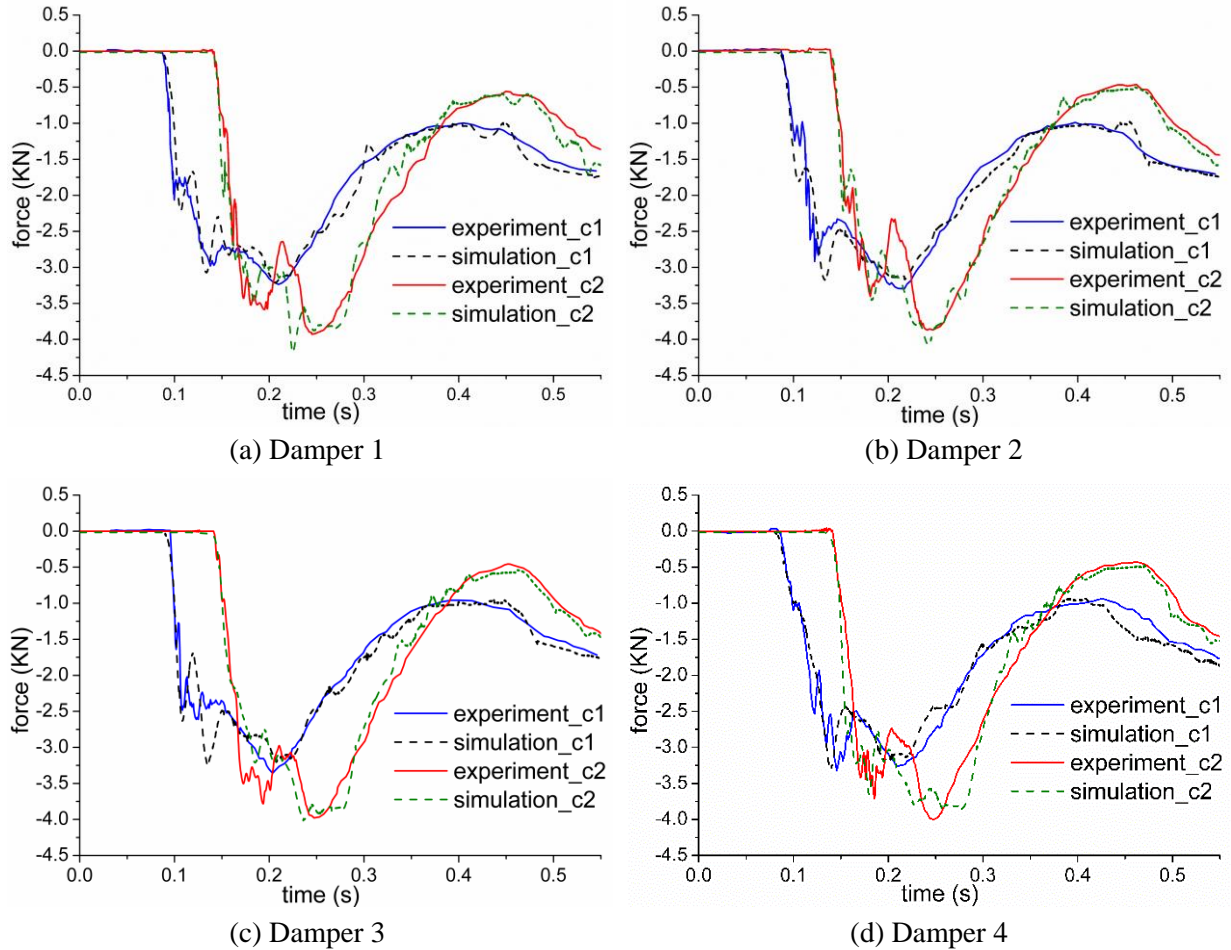 0.5
0.0
-0.5
-1.0
-1.5
-2.0
-2.5
-3.0
-3.5
-4.0
-4.5
force (KN)
experiment_c1
simulation_c1
experiment_c2
simulation_c2
0.0 0.1 0.2 0.3 0.4 0.5
time (s)
(a) Damper 1
0.5
0.0
-0.5
-1.0
-1.5
-2.0
-2.5
-3.0
-3.5
-4.0
-4.5
force (KN)
experiment_c1
simulation_c1
experiment_c2
simulation_c2
0.0 0.1 0.2 0.3 0.4 0.5
time (s)
(b) Damper 2
0.5
0.0
-0.5
-1.0
-1.5
-2.0
-2.5
-3.0
-3.5
-4.0
-4.5
force (KN)
experiment_c1
simulation_c1
experiment_c2
simulation_c2
0.0 0.1 0.2 0.3 0.4 0.5
time (s)
(c) Damper 3
0.5
0.0
-0.5
-1.0
-1.5
-2.0
-2.5
-3.0
-3.5
-4.0
-4.5
force (KN)
experiment_c1
simulation_c1
experiment_c2
simulation_c2
0.0 0.1 0.2 0.3 0.4 0.5
time (s)
(d) Damper 4